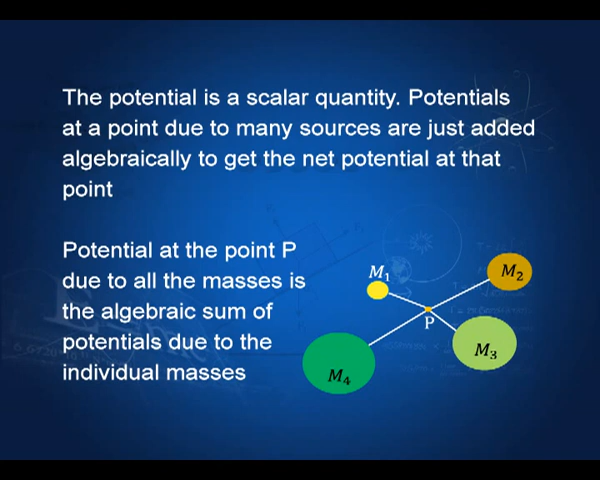 The potential is a scalar quantity. Potentials
at a point due to many sources are just added
algebraically to get the net potential at that
point
Potential at the point P
due to all the masses is
the algebraic sum of
potentials due to the
individual masses
M₁
M₂
P
M₃
M₄